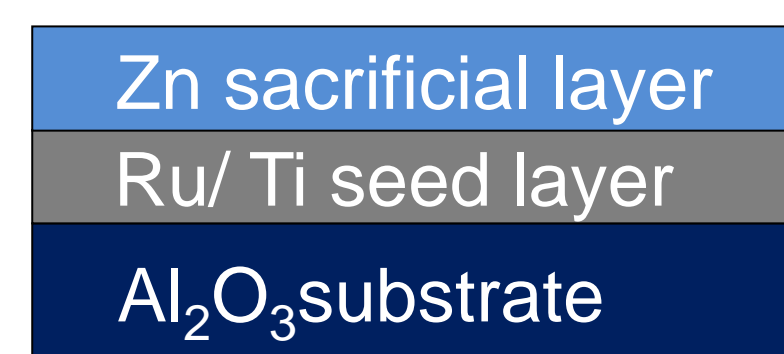 Zn sacrificial layer
Ru/ Ti seed layer
Al₂O₃substrate